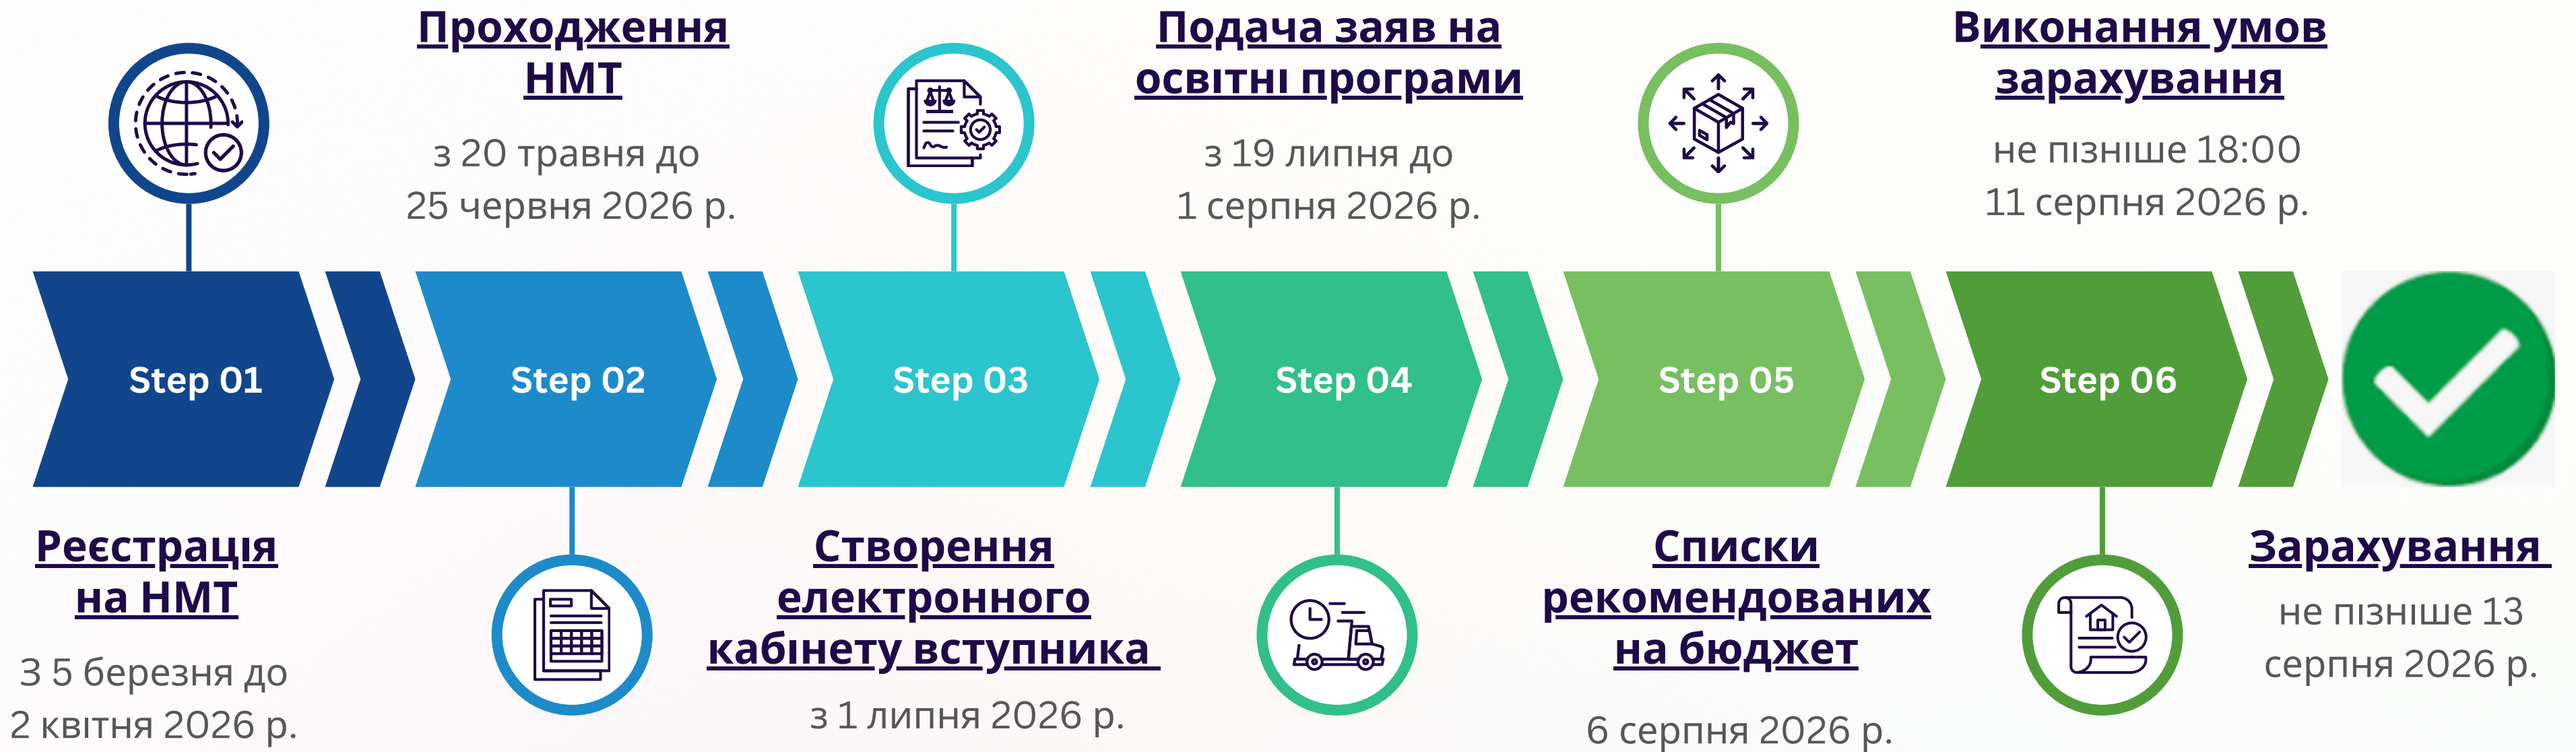 Проходження
НМТ
з 20 травня до
25 червня 2026 р.
Подача заяв на
освітні програми
з 19 липня до
1 серпня 2026 р.
Виконання умов
зарахування
не пізніше 18:00
11 серпня 2026 р.
Step 01
Step 02
Step 03
Step 04
Step 05
Step 06
Реєстрація
на НМТ
З 5 березня до
2 квітня 2026 р.
Створення
електронного
кабінету вступника
з 1 липня 2026 р.
Списки
рекомендованих
на бюджет
6 серпня 2026 р.
Зарахування
не пізніше 13
серпня 2026 р.